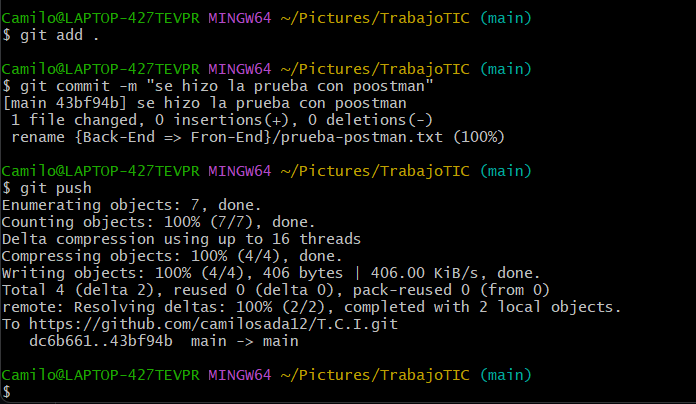 Camilo@LAPTOP-427TEVPR MINGW64 ~/Pictures/TrabajoTIC (main)
$ git add .
Camilo@LAPTOP-427TEVPR MINGW64 ~/Pictures/TrabajoTIC (main)
$ git commit -m "se hizo la prueba con poostman"
[main 43bf94b] se hizo la prueba con poostman
 1 file changed, 0 insertions(+), 0 deletions(-)
 rename {Back-End => Fron-End}/prueba-postman.txt (100%)
Camilo@LAPTOP-427TEVPR MINGW64 ~/Pictures/TrabajoTIC (main)
$ git push
Enumerating objects: 7, done.
Counting objects: 100% (7/7), done.
Delta compression using up to 16 threads
Compressing objects: 100% (4/4), done.
Writing objects: 100% (4/4), 406 bytes | 406.00 KiB/s, done.
Total 4 (delta 2), reused 0 (delta 0), pack-reused 0 (from 0)
remote: Resolving deltas: 100% (2/2), completed with 2 local objects.
To https://github.com/camilosada12/T.C.I.git
   dc6b661..43bf94b  main -> main
Camilo@LAPTOP-427TEVPR MINGW64 ~/Pictures/TrabajoTIC (main)
$